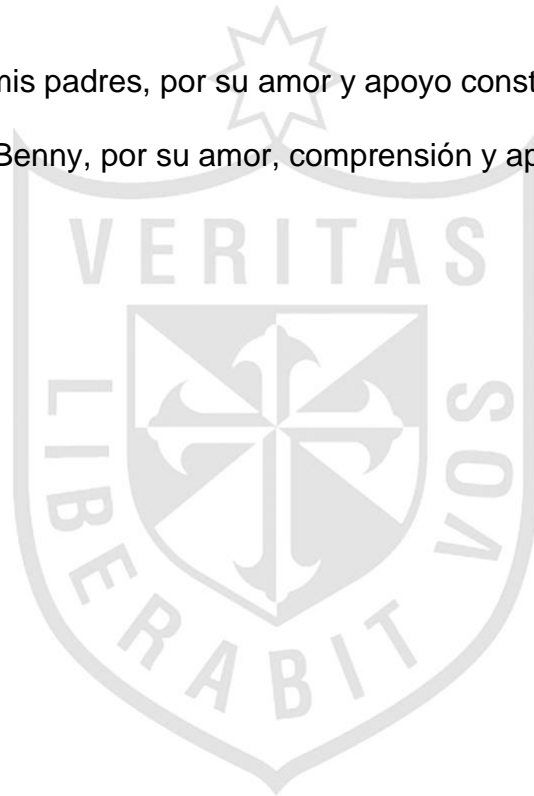 mis padres, por su amor y apoyo const
Benny, por su amor, comprensión y ap
VERITAS
LIBERABIT
VOS